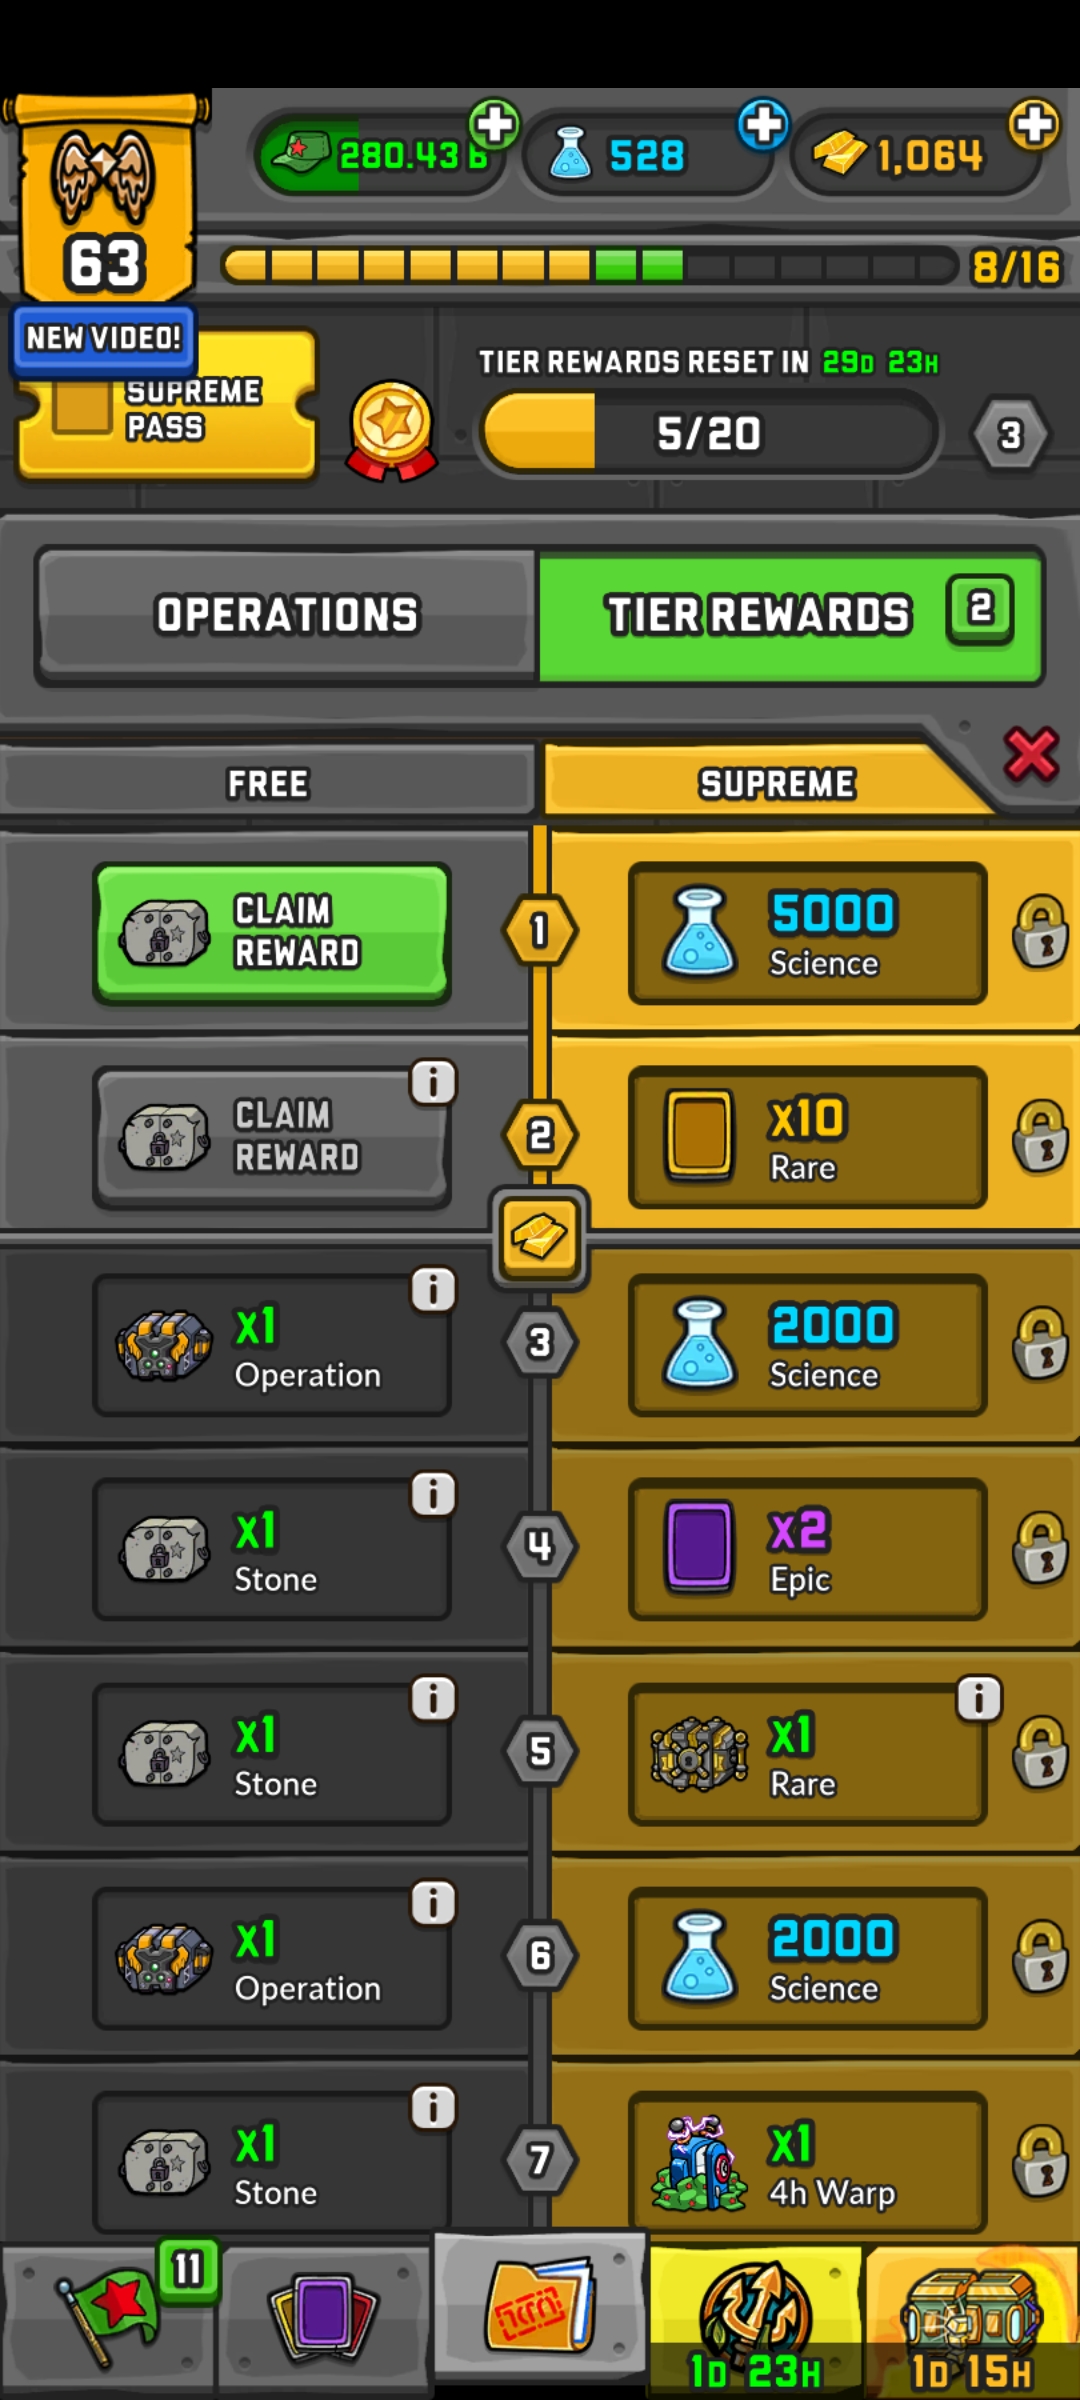 280.43 B
528
1,064
63
8/16
NEW VIDEO!
SUPREME
PASS
TIER REWARDS RESET IN 29D 23H
5/20
3
OPERATIONS
TIER REWARDS
2
FREE
SUPREME
CLAIM
REWARD
1
5000
Science
CLAIM
REWARD
i
2
x10
Rare
x1
Operation
i
3
2000
Science
x1
Stone
i
4
x2
Epic
x1
Stone
i
5
x1
Rare
i
x1
Operation
i
6
2000
Science
x1
Stone
i
7
x1
4h Warp
11
1D 23H
1D 15H